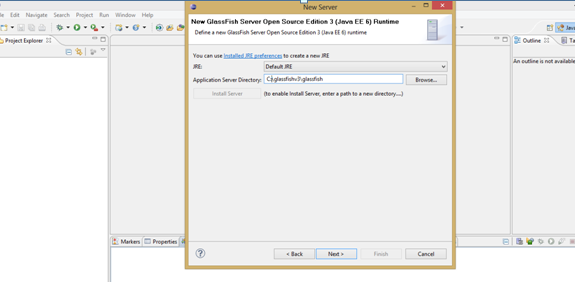 New Server
Edit Navigate Search Project Run Window Help
New GlassFish Server Open Source Edition 3 (Java EE 6) Runtime
Define a new GlassFish Server Open Source Edition 3 (Java EE 6) runtime
Java
Project Explorer
Outline
Ta
You can use Installed JRE preferences to create a new JRE
An outline is not available
JRE:
Default JRE
Application Server Directory:
C:\glassfishv3\glassfish
Browse...
Install Server
(to enable Install Server, enter a path to a new directory....)
Markers
Properties
?
< Back
Next >
Finish
Cancel